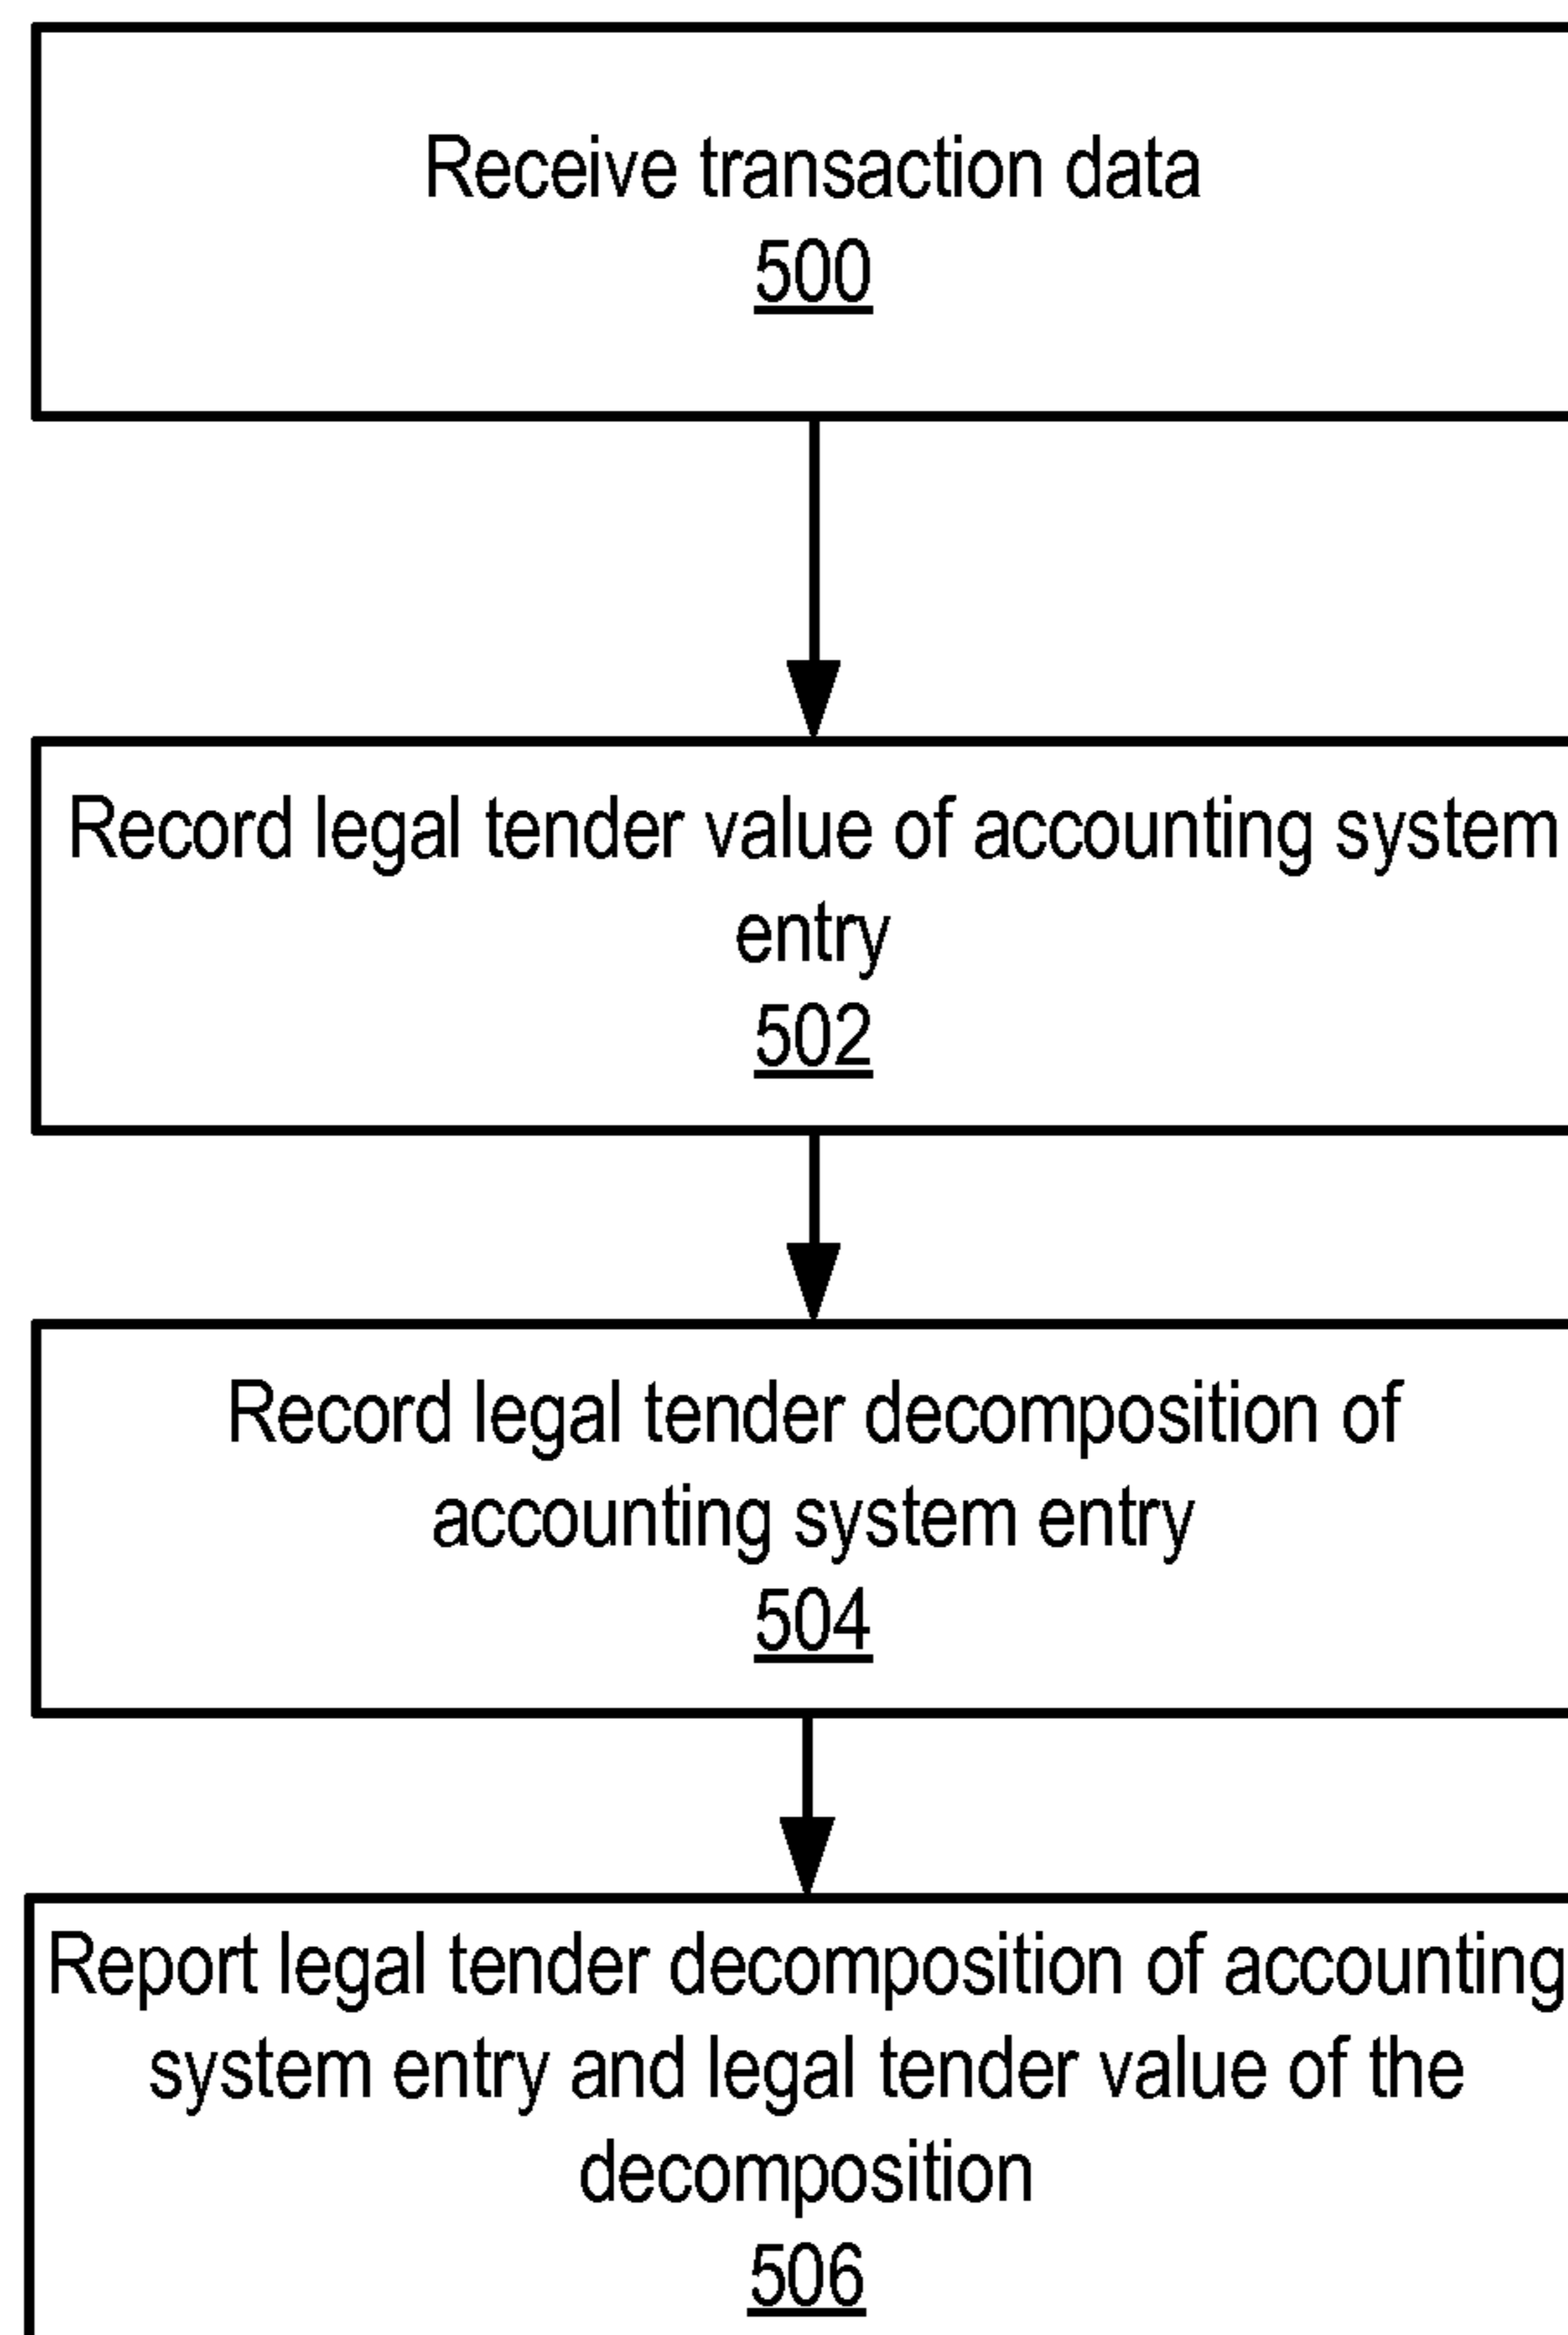 Receive transaction data
500
Record legal tender value of accounting system
entry
502
Record legal tender decomposition of
accounting system entry
504
Report legal tender decomposition of accounting
system entry and legal tender value of the
decomposition
506